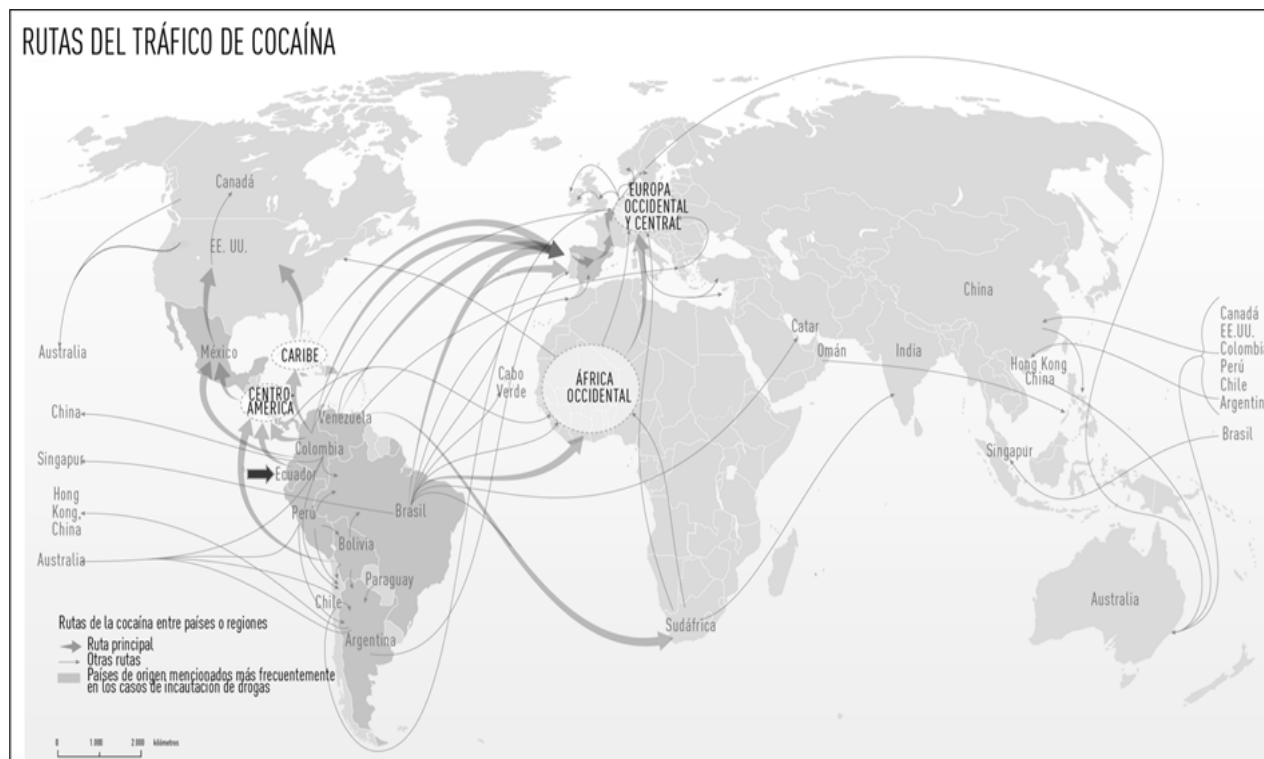 RUTAS DEL TRÁFICO DE COCAÍNA
Canadá
EE. UU.
EUROPA
OCCIDENTAL
Y CENTRAL
China
Australia
México
CARIBE
CENTRO-
AMÉRICA
Cabo
Verde
ÁFRICA
OCCIDENTAL
Catar
Omán
India
Hong Kong
China
Canadá
EE.UU.
Colombia
Perú
Chile
Argentin
Brasil
China
Singapur
Hong
Kong,
China
Australia
Venezuela
Colombia
Ecuador
Perú
Brasil
Bolivia
Paraguay
Chile
Argentina
Sudáfrica
Singapur
Australia
Rutas de la cocaína entre países o regiones
Ruta principal
Otras rutas
Países de origen mencionados más frecuentemente
en los casos de incautación de drogas
0 1.000 2.000 kilómetros